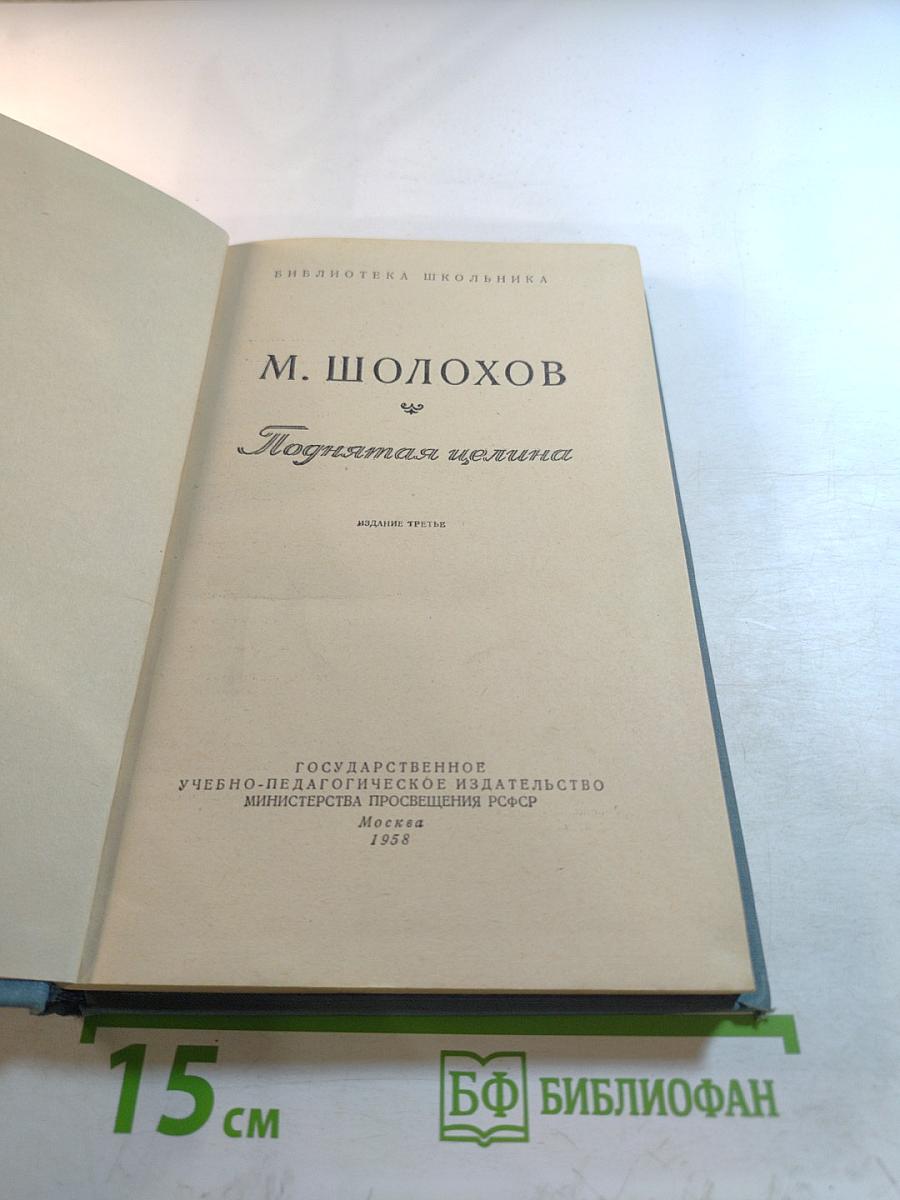 БИБЛИОТЕКА ШКОЛЬНИКА
М. ШОЛОХОВ
Поднятая целина
ИЗДАНИЕ ТРЕТЬЕ
ГОСУДАРСТВЕННОЕ
УЧЕБНО-ПЕДАГОГИЧЕСКОЕ ИЗДАТЕЛЬСТВО
МИНИСТЕРСТВА ПРОСВЕЩЕНИЯ РСФСР
Москва
1958
15 см
БФ БИБЛИОФАН